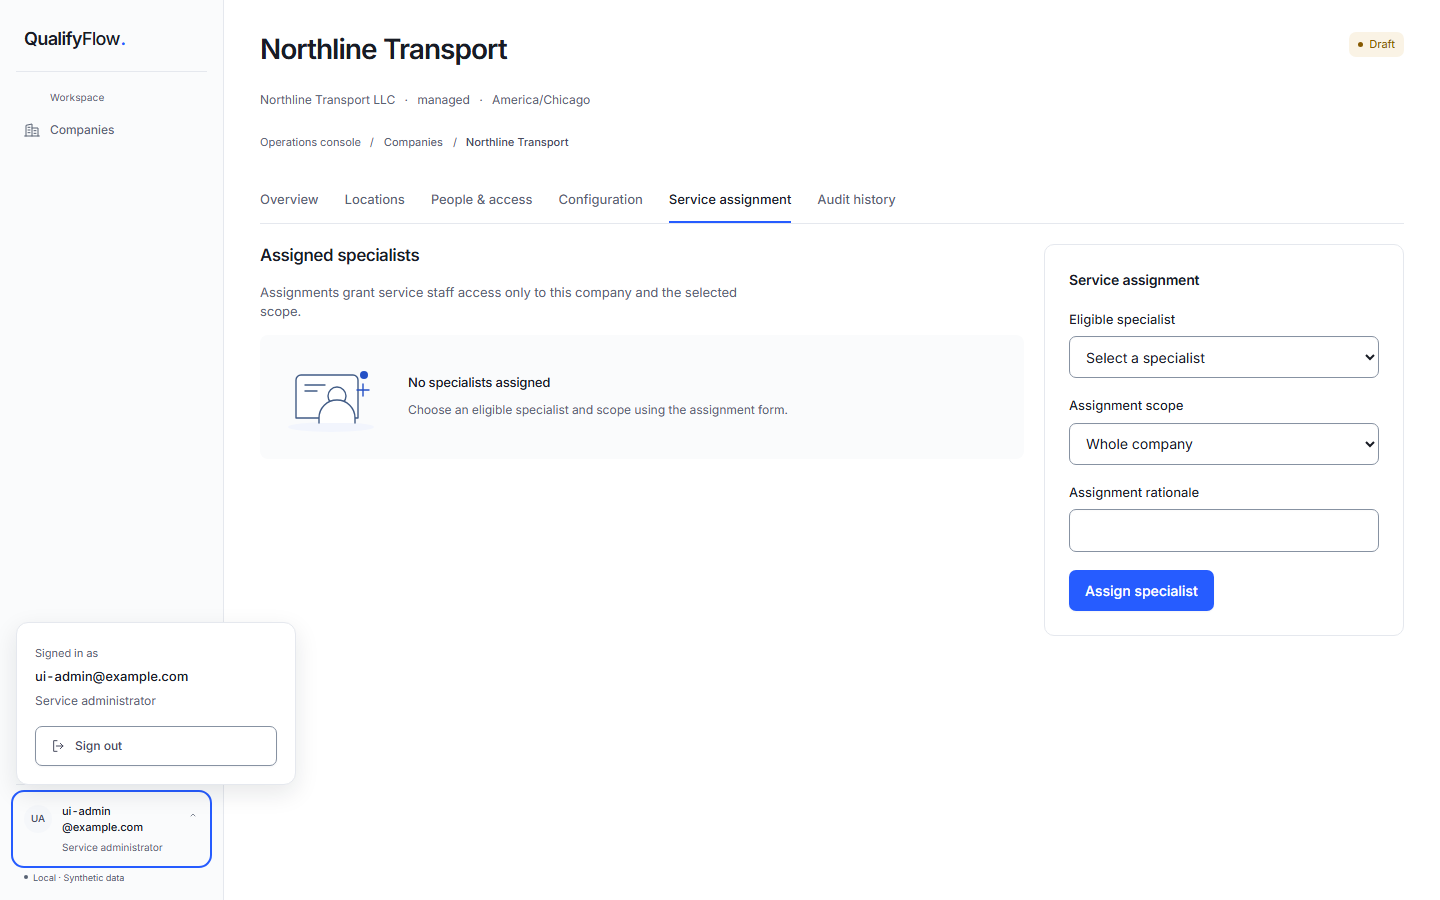 QualifyFlow.
Workspace
Companies
Northline Transport
Draft
Northline Transport LLC · managed · America/Chicago
Operations console / Companies / Northline Transport
Overview Locations People & access Configuration Service assignment Audit history
Assigned specialists
Assignments grant service staff access only to this company and the selected
scope.
No specialists assigned
Choose an eligible specialist and scope using the assignment form.
Service assignment
Eligible specialist
Select a specialist
Assignment scope
Whole company
Assignment rationale
Assign specialist
Signed in as
ui-admin@example.com
Service administrator
Sign out
UA
ui-admin
@example.com
Service administrator
Local · Synthetic data